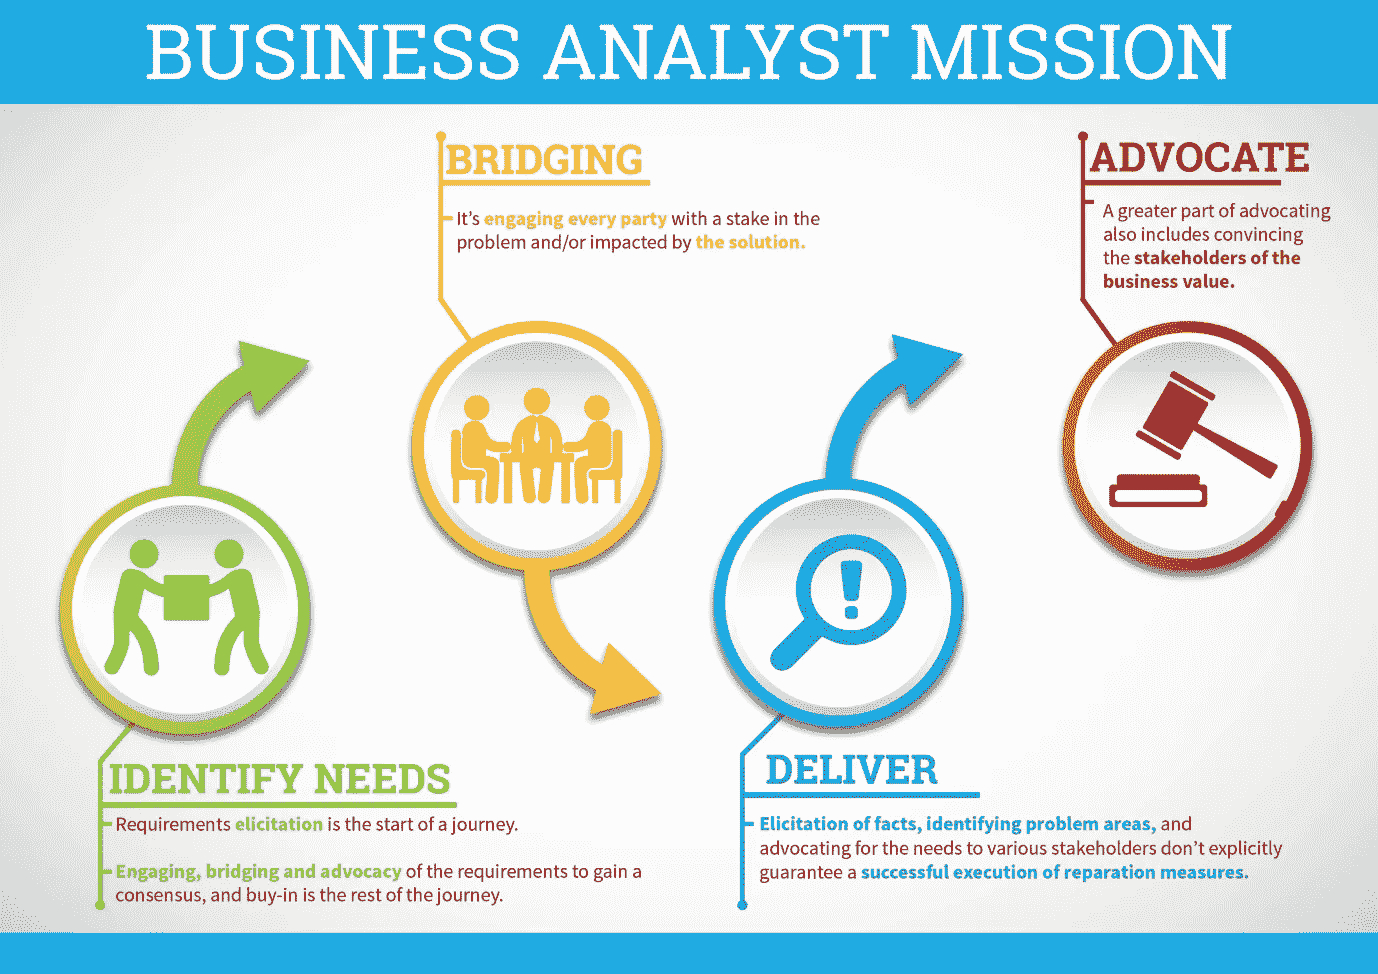 BUSINESS ANALYST MISSION
BRIDGING
It's engaging every party with a stake in the
problem and/or impacted by the solution.
ADVOCATE
A greater part of advocating
also includes convincing
the stakeholders of the
business value.
IDENTIFY NEEDS
Requirements elicitation is the start of a journey.
Engaging, bridging and advocacy of the requirements to gain a
consensus, and buy-in is the rest of the journey.
DELIVER
Elicitation of facts, identifying problem areas, and
advocating for the needs to various stakeholders don't explicitly
guarantee a successful execution of reparation measures.